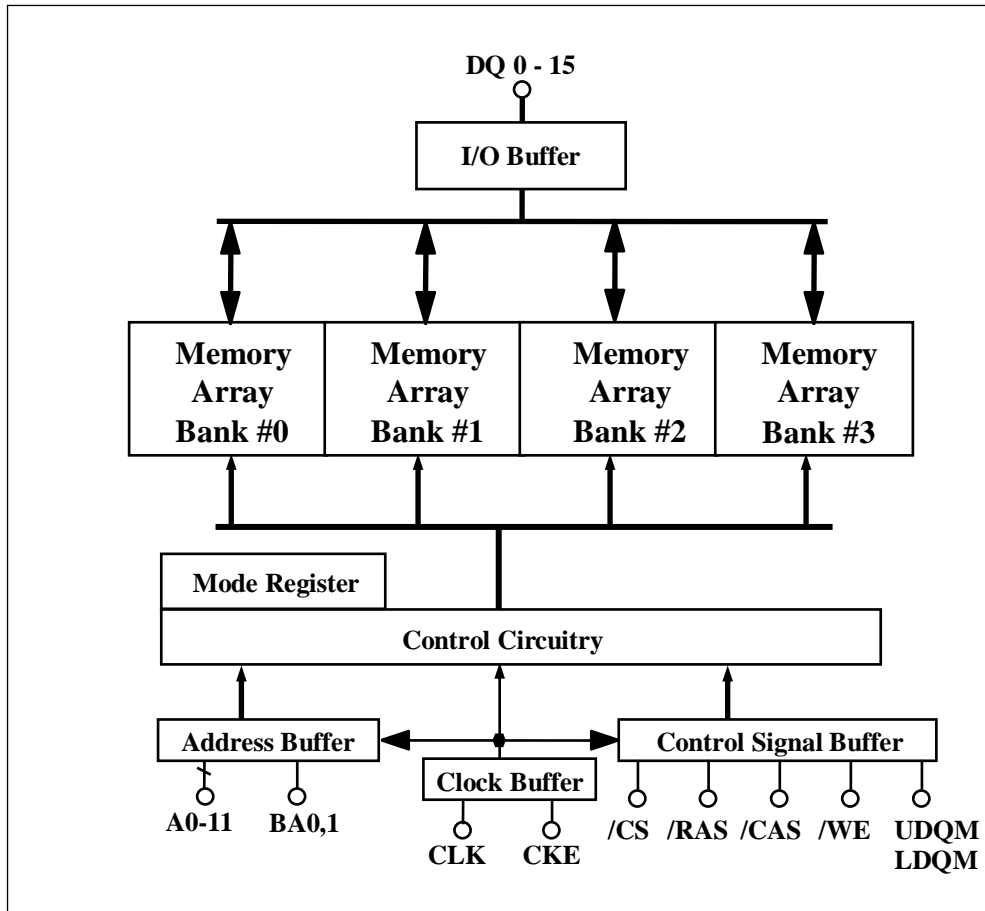 DQ 0 - 15
I/O Buffer
Memory
Array
Bank #0
Memory
Array
Bank #1
Memory
Array
Bank #2
Memory
Array
Bank #3
Mode Register
Control Circuitry
Address Buffer
Clock Buffer
Control Signal Buffer
A0-11
BA0,1
CLK
CKE
/CS
/RAS
/CAS
/WE
UDQM
LDQM